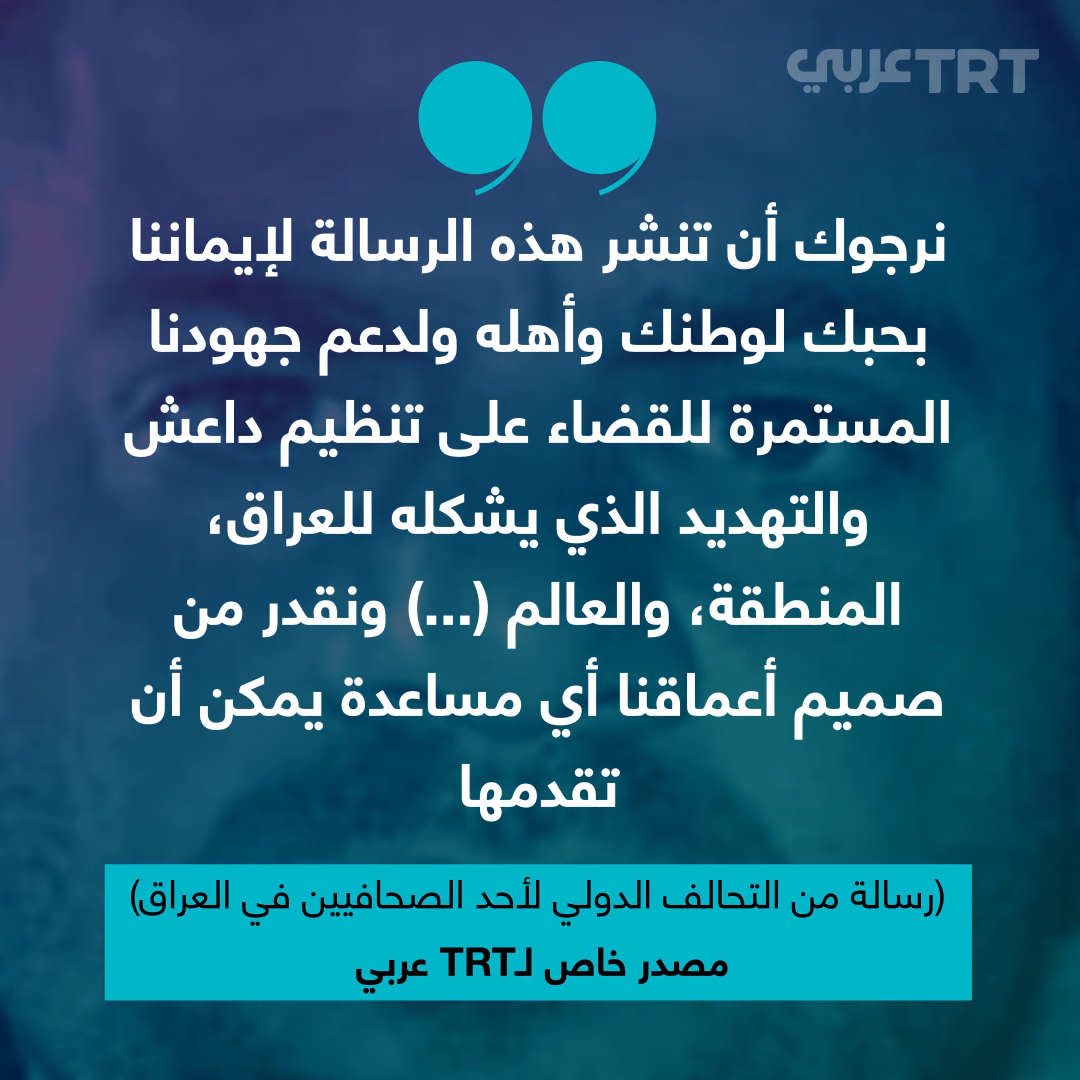 TRT عربي
نرجوك أن تنشر هذه الرسالة لإيماننا
بحبك لوطنك وأهله ولدعم جهودنا
المستمرة للقضاء على تنظيم داعش
والتهديد الذي يشكله للعراق،
المنطقة، والعالم (...) ونقدر من
صميم أعماقنا أي مساعدة يمكن أن
تقدمها
(رسالة من التحالف الدولي لأحد الصحافيين في العراق)
مصدر خاص لـTRT عربي